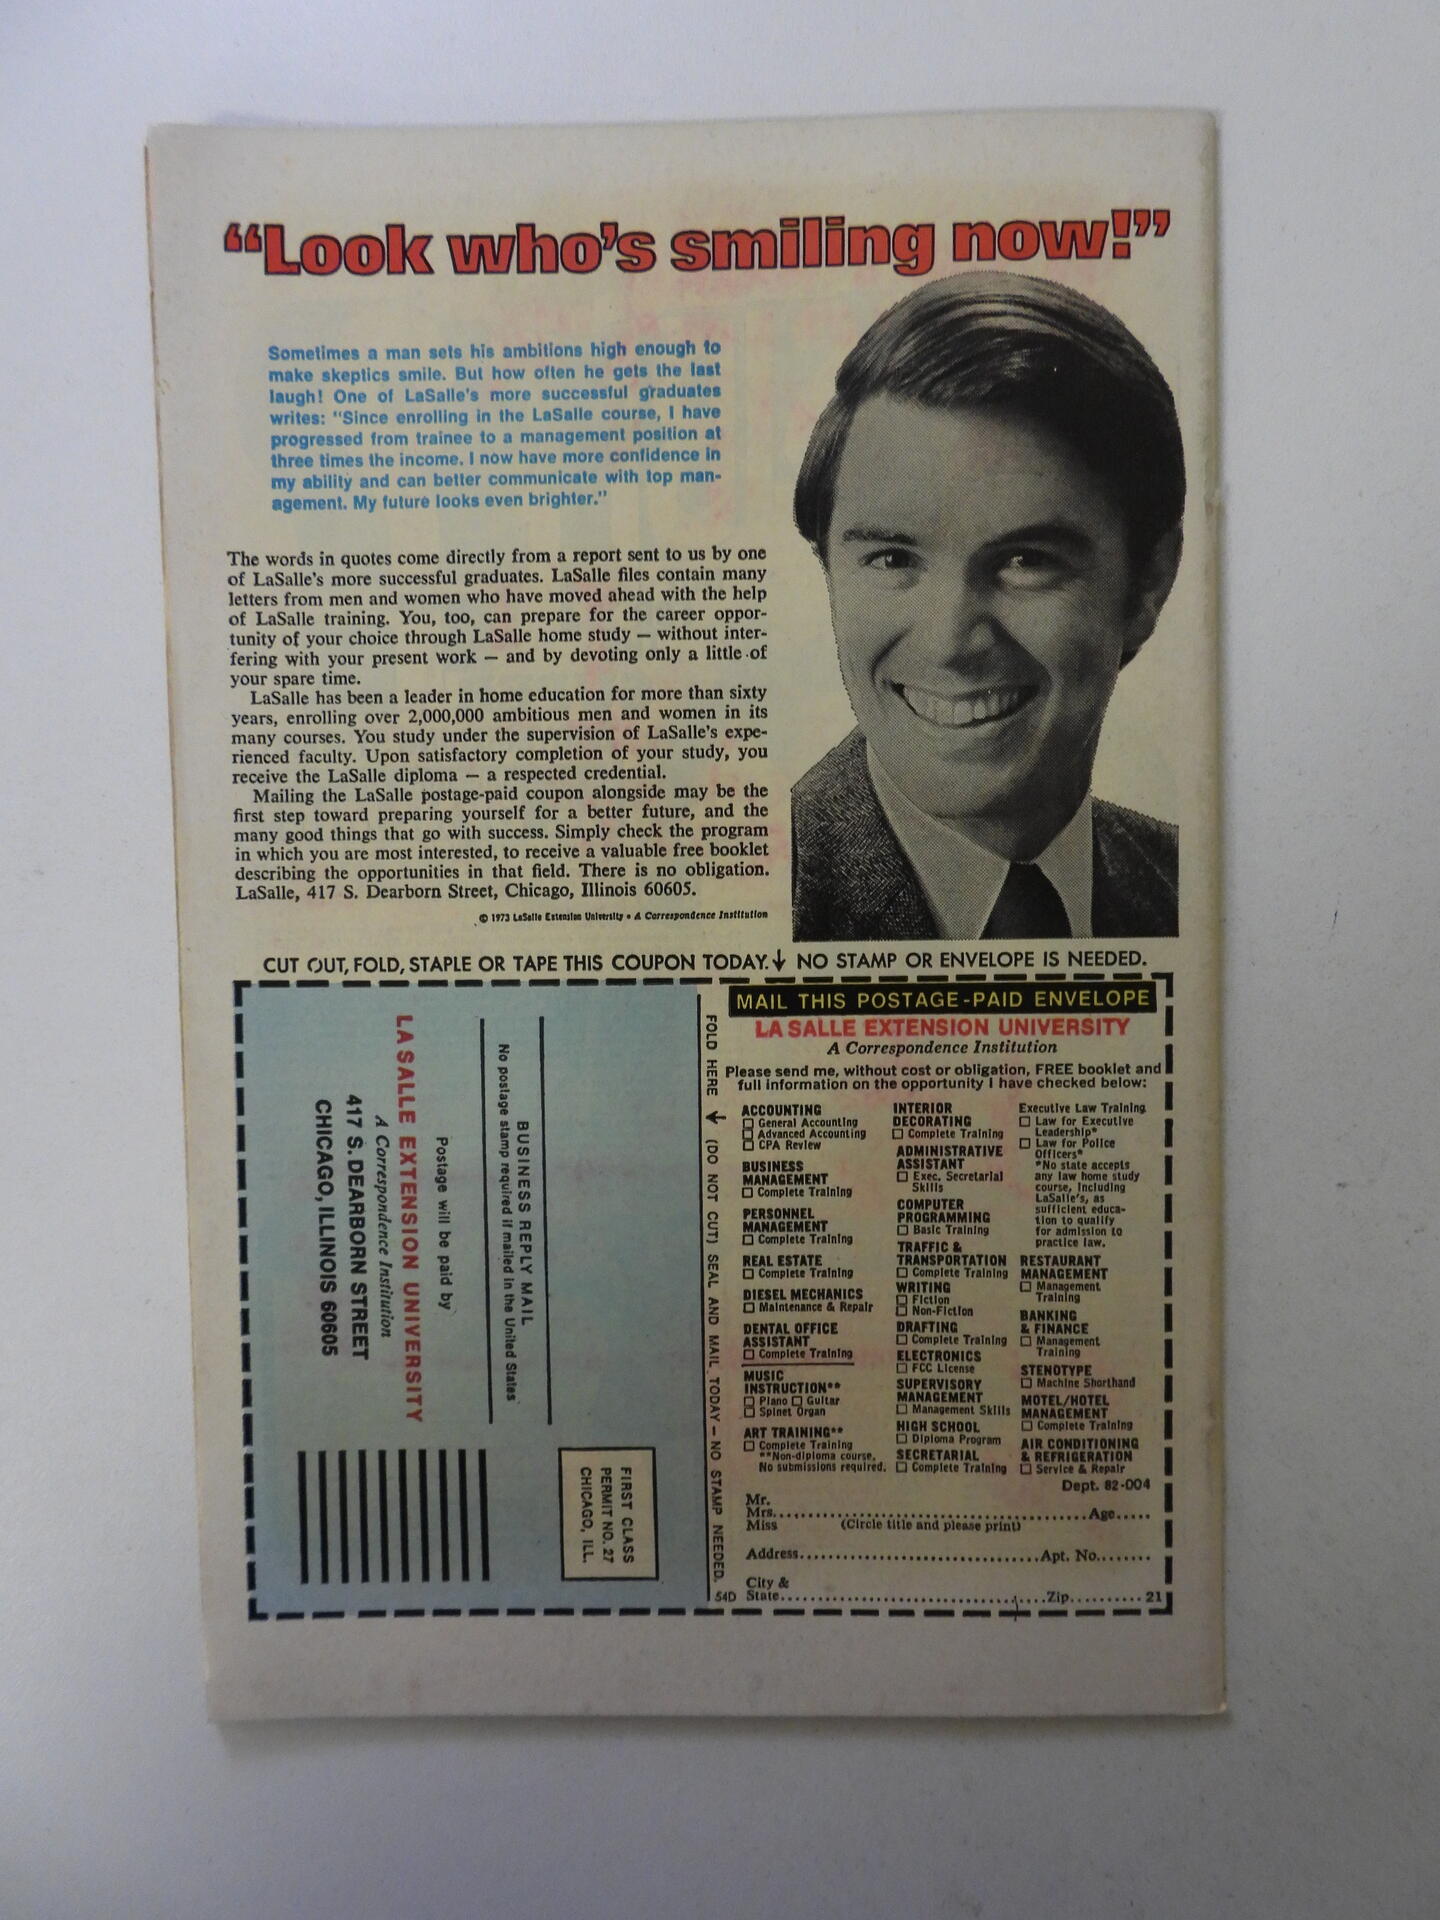 “Look who’s smiling now!”
Sometimes a man sets his ambitions high enough to
make skeptics smile. But how often he gets the last
laugh! One of LaSalle's more successful graduates
writes: "Since enrolling in the LaSalle course, I have
progressed from trainee to a management position at
three times the income. I now have more confidence in
my ability and can better communicate with top man-
agement. My future looks even brighter."
The words in quotes come directly from a report sent to us by one
of LaSalle's more successful graduates. LaSalle files contain many
letters from men and women who have moved ahead with the help
of LaSalle training. You, too, can prepare for the career oppor-
tunity of your choice through LaSalle home study — without inter-
fering with your present work — and by devoting only a little of
your spare time.
LaSalle has been a leader in home education for more than sixty
years, enrolling over 2,000,000 ambitious men and women in its
many courses. You study under the supervision of LaSalle's expe-
rienced faculty. Upon satisfactory completion of your study, you
receive the LaSalle diploma — a respected credential.
Mailing the LaSalle postage-paid coupon alongside may be the
first step toward preparing yourself for a better future, and the
many good things that go with success. Simply check the program
in which you are most interested, to receive a valuable free booklet
describing the opportunities in that field. There is no obligation.
LaSalle, 417 S. Dearborn Street, Chicago, Illinois 60605.
© 1973 LaSalle Extension University • A Correspondence Institution
CUT OUT, FOLD, STAPLE OR TAPE THIS COUPON TODAY. ↓ NO STAMP OR ENVELOPE IS NEEDED.
FIRST CLASS
PERMIT NO. 27
CHICAGO, ILL.
BUSINESS REPLY MAIL
No postage stamp required if mailed in the United States
Postage will be paid by
LA SALLE EXTENSION UNIVERSITY
A Correspondence Institution
417 S. DEARBORN STREET
CHICAGO, ILLINOIS 60605
FOLD HERE ↓ (DO NOT CUT) SEAL AND MAIL TODAY — NO STAMP NEEDED.
MAIL THIS POSTAGE-PAID ENVELOPE
LA SALLE EXTENSION UNIVERSITY
A Correspondence Institution
Please send me, without cost or obligation, FREE booklet and
full information on the opportunity I have checked below:
ACCOUNTING
□ General Accounting
□ Advanced Accounting
□ CPA Review
BUSINESS
MANAGEMENT
□ Complete Training
PERSONNEL
MANAGEMENT
□ Complete Training
REAL ESTATE
□ Complete Training
DIESEL MECHANICS
□ Maintenance & Repair
DENTAL OFFICE
ASSISTANT
□ Complete Training
MUSIC
INSTRUCTION**
□ Piano □ Guitar
□ Spinet Organ
ART TRAINING**
□ Complete Training
**Non-diploma course.
No submissions required.
INTERIOR
DECORATING
□ Complete Training
ADMINISTRATIVE
ASSISTANT
□ Exec. Secretarial
Skills
COMPUTER
PROGRAMMING
□ Basic Training
TRAFFIC &
TRANSPORTATION
□ Complete Training
WRITING
□ Fiction
□ Non-Fiction
DRAFTING
□ Complete Training
ELECTRONICS
□ FCC License
SUPERVISORY
MANAGEMENT
□ Management Skills
HIGH SCHOOL
□ Diploma Program
SECRETARIAL
□ Complete Training
Executive Law Training
□ Law for Executive
Leadership*
□ Law for Police
Officers*
*No state accepts
any law home study
course, including
LaSalle's, as
sufficient educa-
tion to qualify
for admission to
practice law.
RESTAURANT
MANAGEMENT
□ Management
Training
BANKING
& FINANCE
□ Management
Training
STENOTYPE
□ Machine Shorthand
MOTEL/HOTEL
MANAGEMENT
□ Complete Training
AIR CONDITIONING
& REFRIGERATION
□ Service & Repair
Dept. 82-004
Mr.
Mrs. Age
Miss (Circle title and please print)
Address Apt. No.
City &
54D State Zip 21